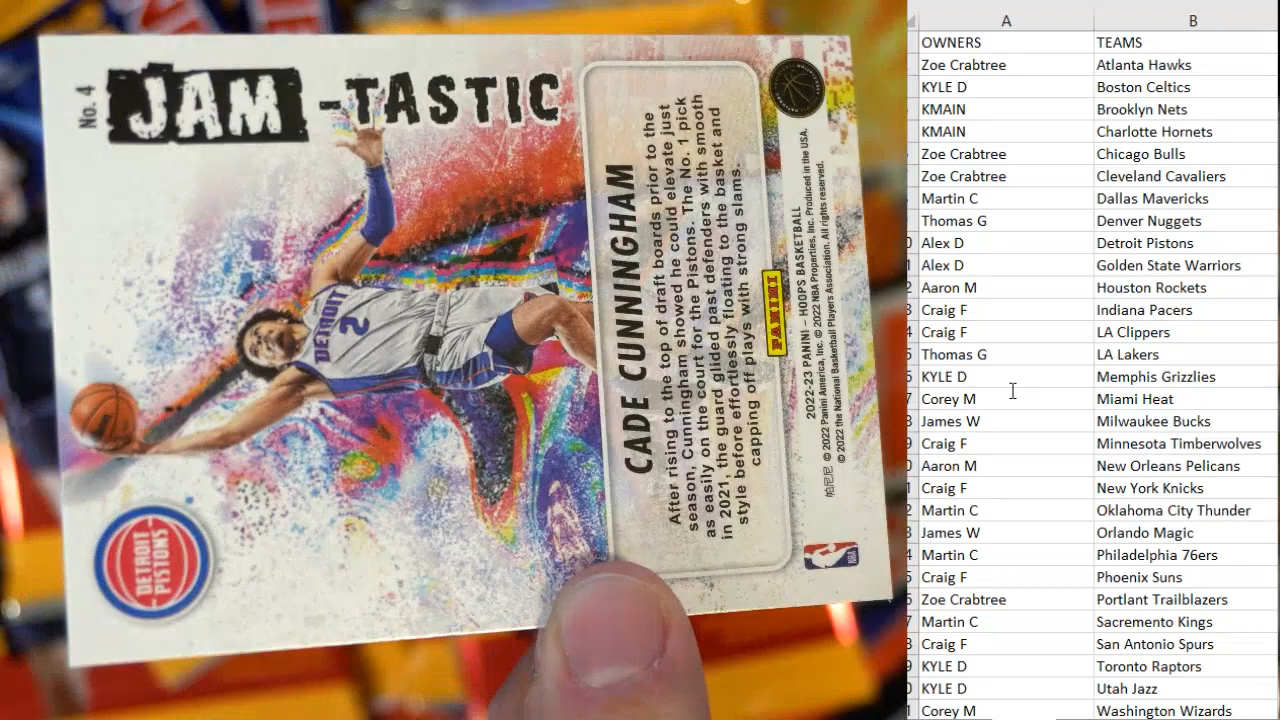 No. 4
JAM-TASTIC
DETROIT
2
DETROIT
PISTONS
CADE CUNNINGHAM
After rising to the top of draft boards prior to the
season, Cunningham showed he could elevate just
as easily on the court for the Pistons. The No. 1 pick
in 2021, the guard glided past defenders with smooth
style before effortlessly floating to the basket and
capping off plays with strong slams.
PANINI
2022-23 PANINI – HOOPS BASKETBALL
帕尼尼 © 2022 Panini America, Inc. © 2022 NBA Properties, Inc. Produced in the USA.
© 2022 the National Basketball Players Association. All rights reserved.
NBA
A B
OWNERS TEAMS
Zoe Crabtree Atlanta Hawks
KYLE D Boston Celtics
KMAIN Brooklyn Nets
KMAIN Charlotte Hornets
Zoe Crabtree Chicago Bulls
Zoe Crabtree Cleveland Cavaliers
Martin C Dallas Mavericks
Thomas G Denver Nuggets
Alex D Detroit Pistons
Alex D Golden State Warriors
Aaron M Houston Rockets
Craig F Indiana Pacers
Craig F LA Clippers
Thomas G LA Lakers
KYLE D Memphis Grizzlies
Corey M Miami Heat
James W Milwaukee Bucks
Craig F Minnesota Timberwolves
Aaron M New Orleans Pelicans
Craig F New York Knicks
Martin C Oklahoma City Thunder
James W Orlando Magic
Martin C Philadelphia 76ers
Craig F Phoenix Suns
Zoe Crabtree Portlant Trailblazers
Martin C Sacremento Kings
Craig F San Antonio Spurs
KYLE D Toronto Raptors
KYLE D Utah Jazz
Corey M Washington Wizards